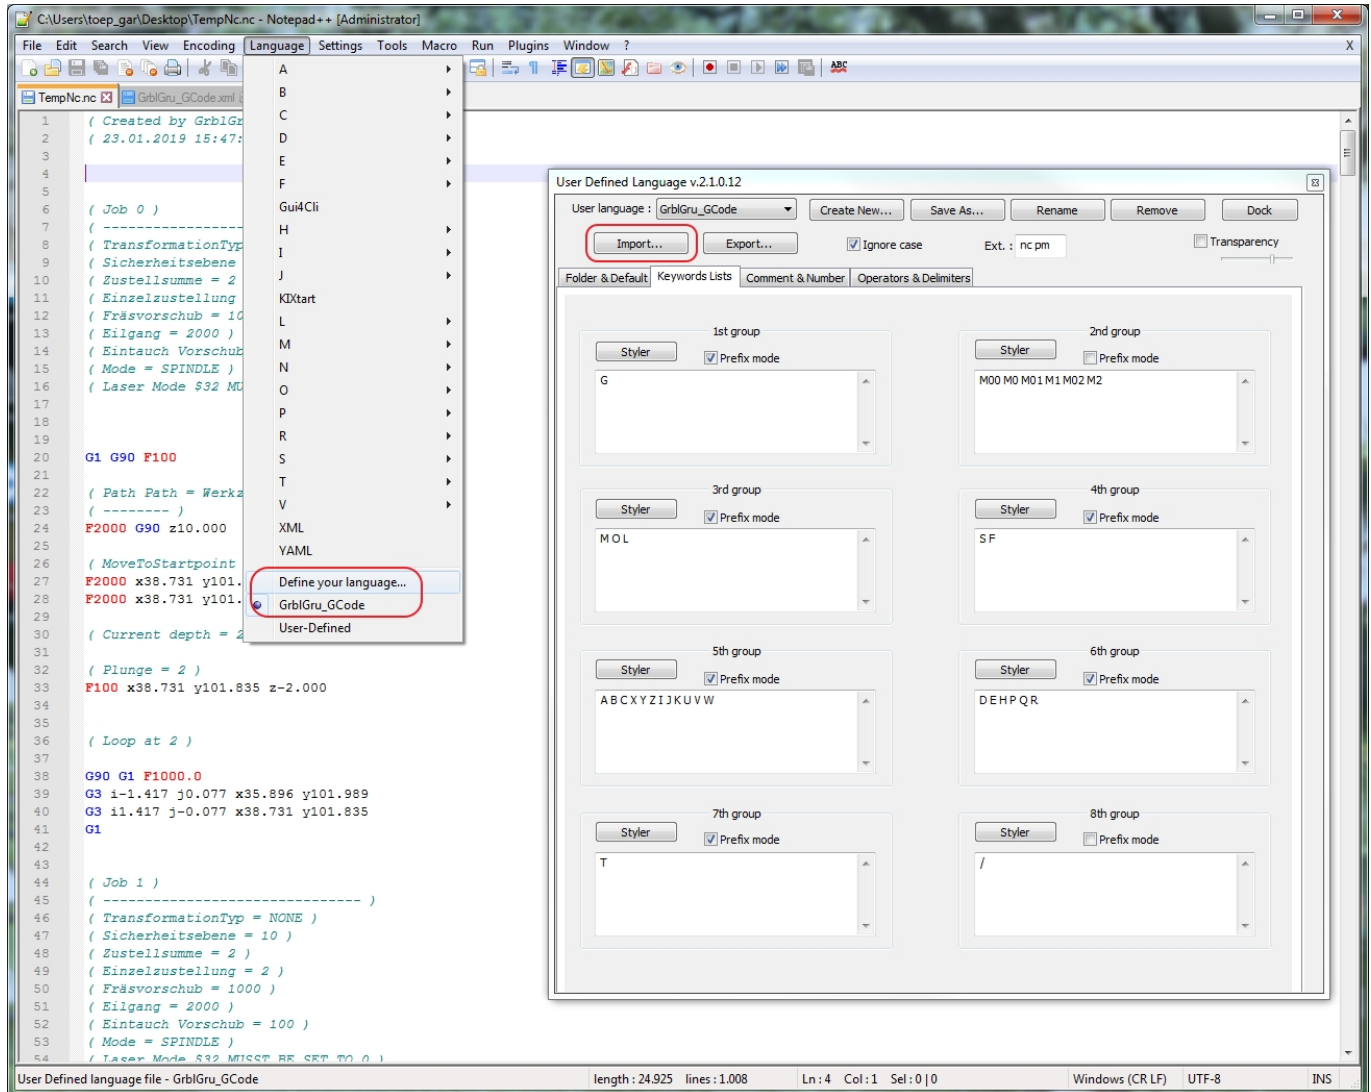 C:\Users\toep_gar\Desktop\TempNc.nc - Notepad++ [Administrator]
File Edit Search View Encoding Language Settings Tools Macro Run Plugins Window ? X
ABC
TempNc.nc GrblGru_GCode.xml
1 ( Created by GrblGr
2 ( 23.01.2019 15:47:
3
4
5
6 ( Job 0 )
7 ( -----------------
8 ( TransformationTyp
9 ( Sicherheitsebene
10 ( Zustellsumme = 2
11 ( Einzelzustellung
12 ( Fräsvorschub = 10
13 ( Eilgang = 2000 )
14 ( Eintauch Vorschub
15 ( Mode = SPINDLE )
16 ( Laser Mode $32 MU
17
18
19
20 G1 G90 F100
21
22 ( Path Path = Werkz
23 ( -------- )
24 F2000 G90 z10.000
25
26 ( MoveToStartpoint
27 F2000 x38.731 y101.
28 F2000 x38.731 y101.
29
30 ( Current depth = 2
31
32 ( Plunge = 2 )
33 F100 x38.731 y101.835 z-2.000
34
35
36 ( Loop at 2 )
37
38 G90 G1 F1000.0
39 G3 i-1.417 j0.077 x35.896 y101.989
40 G3 i1.417 j-0.077 x38.731 y101.835
41 G1
42
43
44 ( Job 1 )
45 ( ------------------------------- )
46 ( TransformationTyp = NONE )
47 ( Sicherheitsebene = 10 )
48 ( Zustellsumme = 2 )
49 ( Einzelzustellung = 2 )
50 ( Fräsvorschub = 1000 )
51 ( Eilgang = 2000 )
52 ( Eintauch Vorschub = 100 )
53 ( Mode = SPINDLE )
54 ( Laser Mode $32 MUSST BE SET TO 0 )
A
B
C
D
E
F
Gui4Cli
H
I
J
KIXtart
L
M
N
O
P
R
S
T
V
XML
YAML
Define your language...
GrblGru_GCode
User-Defined
User Defined Language v.2.1.0.12
User language : GrblGru_GCode Create New... Save As... Rename Remove Dock
Import... Export... Ignore case Ext. : nc pm Transparency
Folder & Default Keywords Lists Comment & Number Operators & Delimiters
1st group
Styler Prefix mode
G
2nd group
Styler Prefix mode
M00 M0 M01 M1 M02 M2
3rd group
Styler Prefix mode
M O L
4th group
Styler Prefix mode
S F
5th group
Styler Prefix mode
A B C X Y Z I J K U V W
6th group
Styler Prefix mode
D E H P Q R
7th group
Styler Prefix mode
T
8th group
Styler Prefix mode
/
User Defined language file - GrblGru_GCode length : 24.925 lines : 1.008 Ln : 4 Col : 1 Sel : 0 | 0 Windows (CR LF) UTF-8 INS